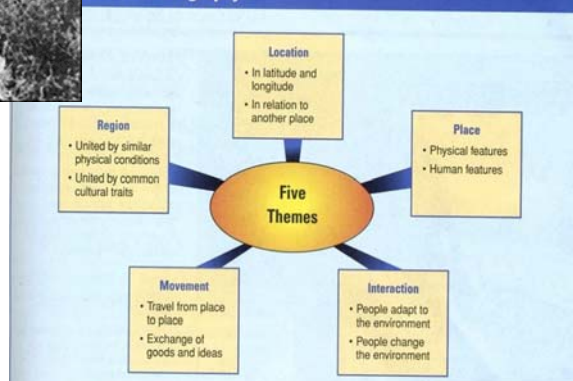 Location
• In latitude and
longitude
• In relation to
another place
Region
• United by similar
physical conditions
• United by common
cultural traits
Place
• Physical features
• Human features
Five
Themes
Movement
• Travel from place
to place
• Exchange of
goods and ideas
Interaction
• People adapt to
the environment
• People change
the environment